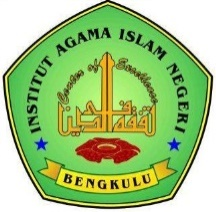 INSTITUT AGAMA ISLAM NEGERI
Center of Excellence
BENGKULU